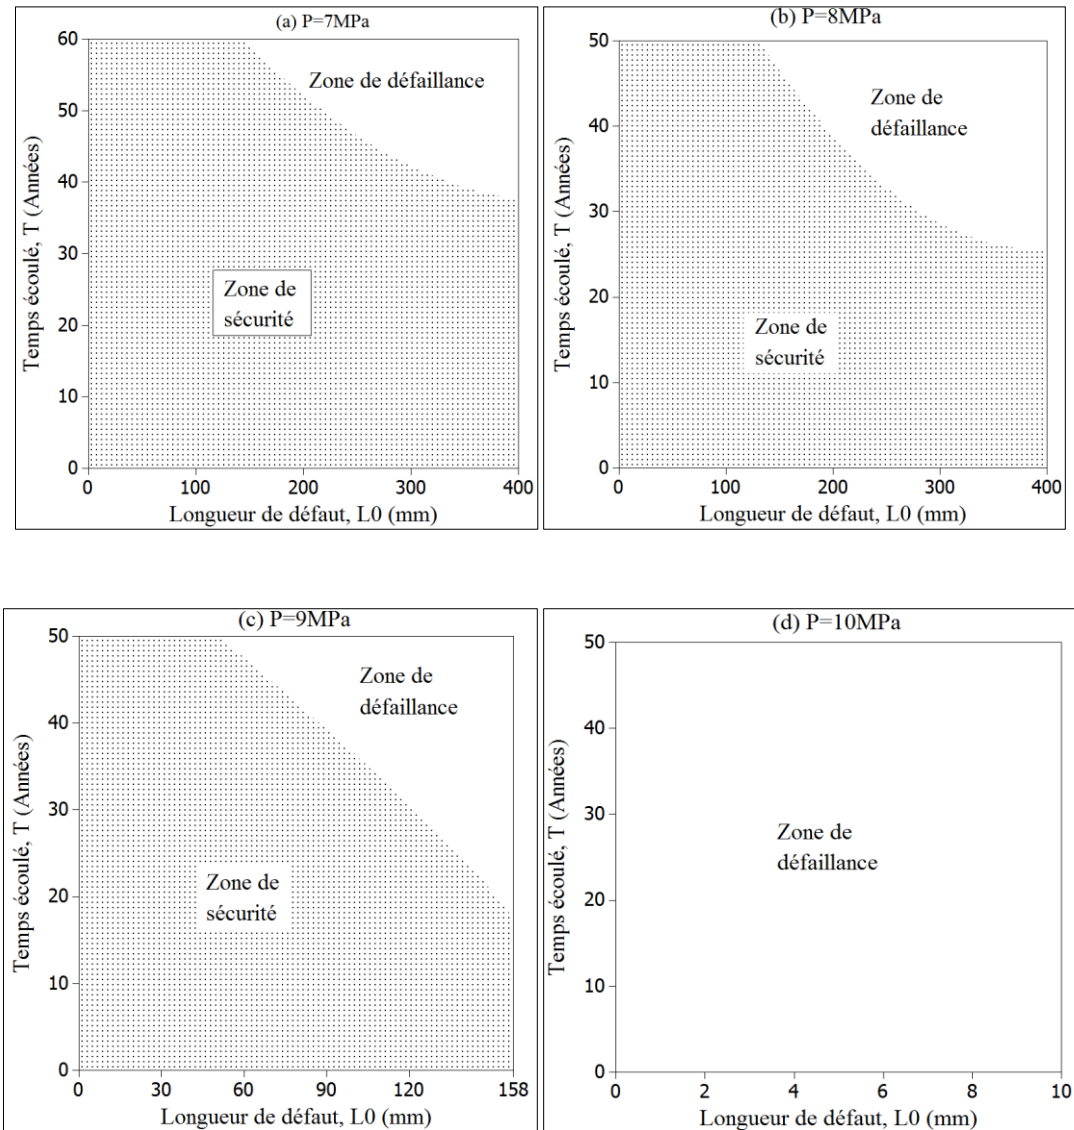 (a) P=7MPa
60
50
40
30
20
10
0
Temps écoulé, T (Années)
Zone de défaillance
Zone de
sécurité
0 100 200 300 400
Longueur de défaut, L0 (mm)
(b) P=8MPa
50
40
30
20
10
0
Temps écoulé, T (Années)
Zone de
défaillance
Zone de
sécurité
0 100 200 300 400
Longueur de défaut, L0 (mm)
(c) P=9MPa
50
40
30
20
10
0
Temps écoulé, T (Années)
Zone de
défaillance
Zone de
sécurité
0 30 60 90 120 158
Longueur de défaut, L0 (mm)
(d) P=10MPa
50
40
30
20
10
0
Temps écoulé, T (Années)
Zone de
défaillance
0 2 4 6 8 10
Longueur de défaut, L0 (mm)